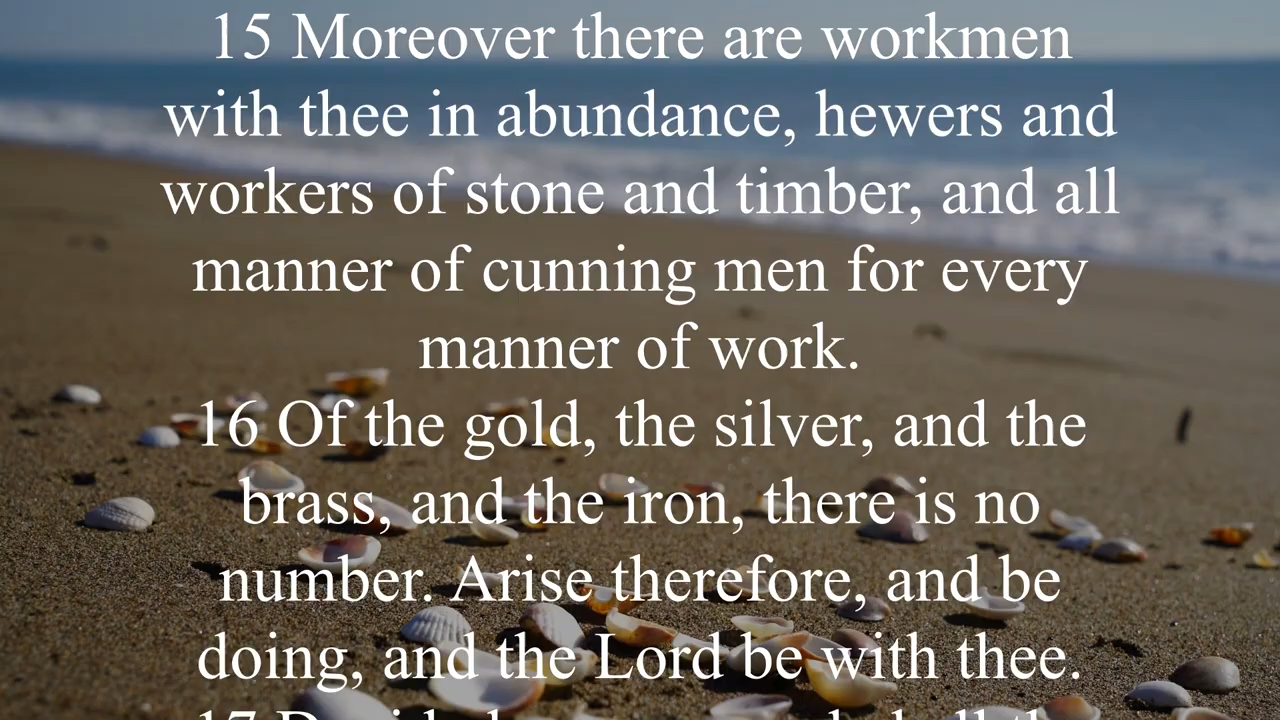 15 Moreover there are workmen
with thee in abundance, hewers and
workers of stone and timber, and all
manner of cunning men for every
manner of work.
16 Of the gold, the silver, and the
brass, and the iron, there is no
number. Arise therefore, and be
doing, and the Lord be with thee.
17